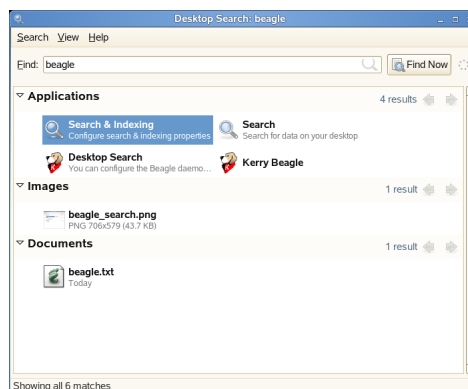 Desktop Search: beagle
Search View Help
Find: beagle Find Now
Applications 4 results
Search & Indexing
Configure search & indexing properties
Search
Search for data on your desktop
Desktop Search
You can configure the Beagle daemo...
Kerry Beagle
Images 1 result
beagle_search.png
PNG 706x579 (43.7 KB)
Documents 1 result
beagle.txt
Today
Showing all 6 matches